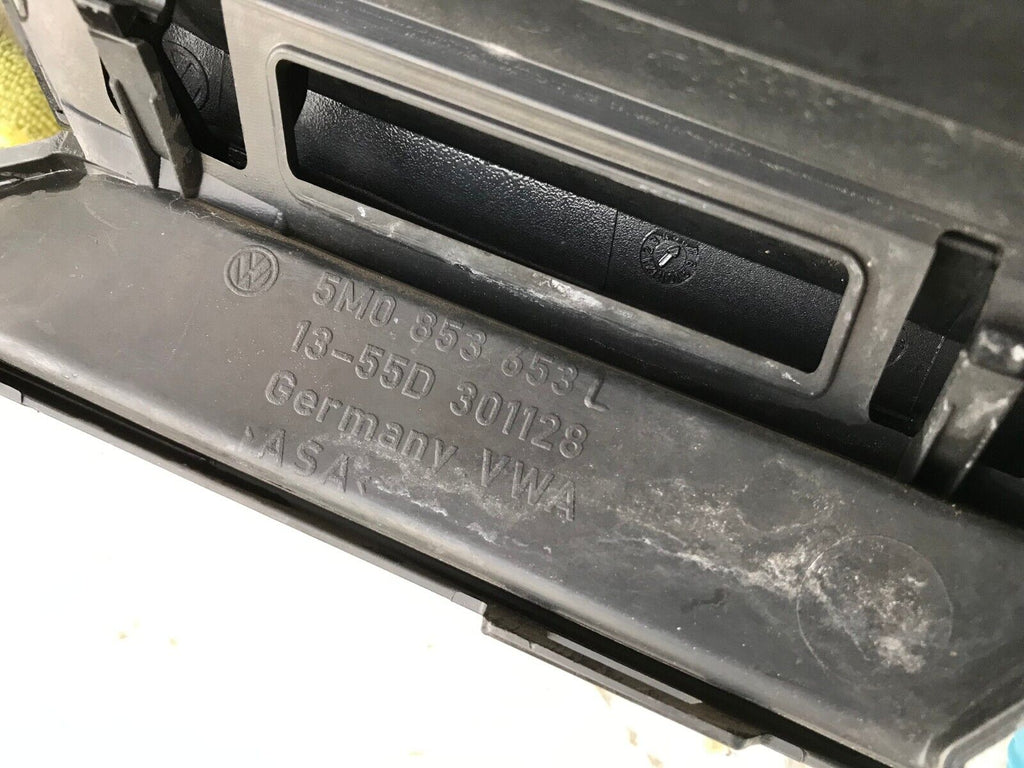 5M0. 853 653 L
13-55D 301128
Germany VWA
>ASA<